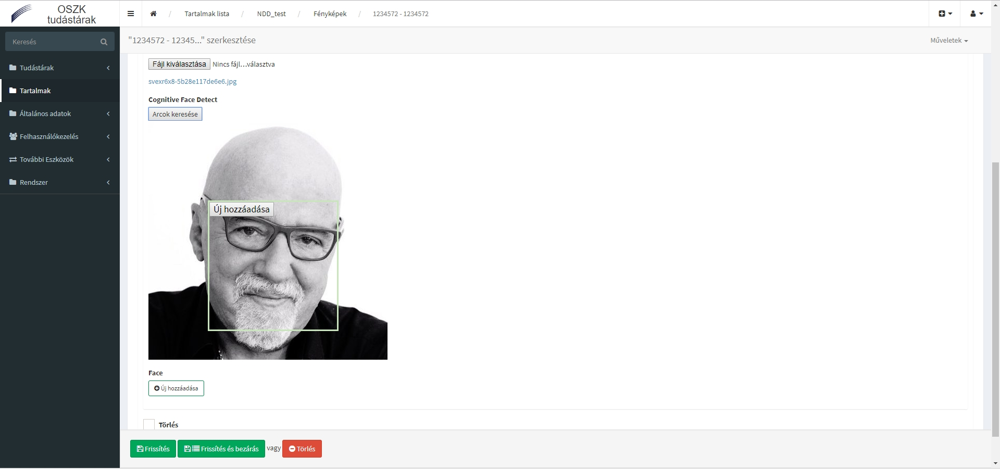 OSZK
tudástárak
/ Tartalmak lista / NDD_test / Fényképek / 1234572 - 1234572
Keresés
"1234572 - 12345..." szerkesztése
Műveletek
Tudástárak
Tartalmak
Általános adatok
Felhasználókezelés
További Eszközök
Rendszer
Fájl kiválasztása Nincs fájl…választva
svexr6x8-5b28e117de6e6.jpg
Cognitive Face Detect
Arcok keresése
Új hozzáadása
Face
Új hozzáadása
Törlés
Frissítés Frissítés és bezárás vagy Törlés